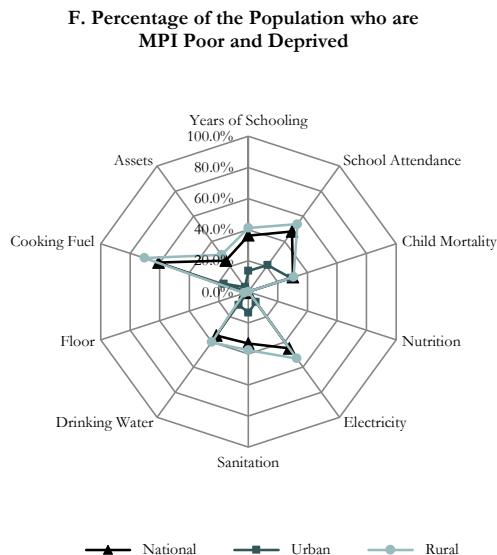 F. Percentage of the Population who are
MPI Poor and Deprived
Years of Schooling
100.0%
Assets
School Attendance
80.0%
60.0%
Cooking Fuel
40.0%
Child Mortality
20.0%
0.0%
Floor
Nutrition
Drinking Water
Electricity
Sanitation
National
Urban
Rural